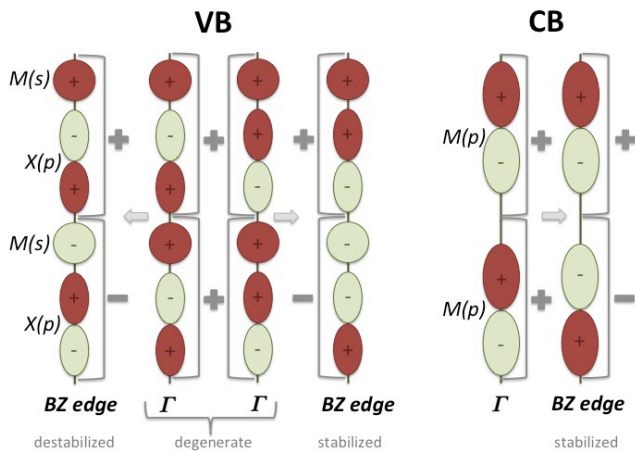 VB
CB
M(s)
+
+
+
+
-
-
+
+
+
+
+
+
+
X(p)
M(p)
-
-
+
+
-
-
+
-
M(s)
-
+
+
-
+
-
+
-
-
+
-
-
+
M(p)
X(p)
-
+
-
+
-
+
BZ edge
Γ
Γ
BZ edge
Γ
BZ edge
destabilized
degenerate
stabilized
stabilized